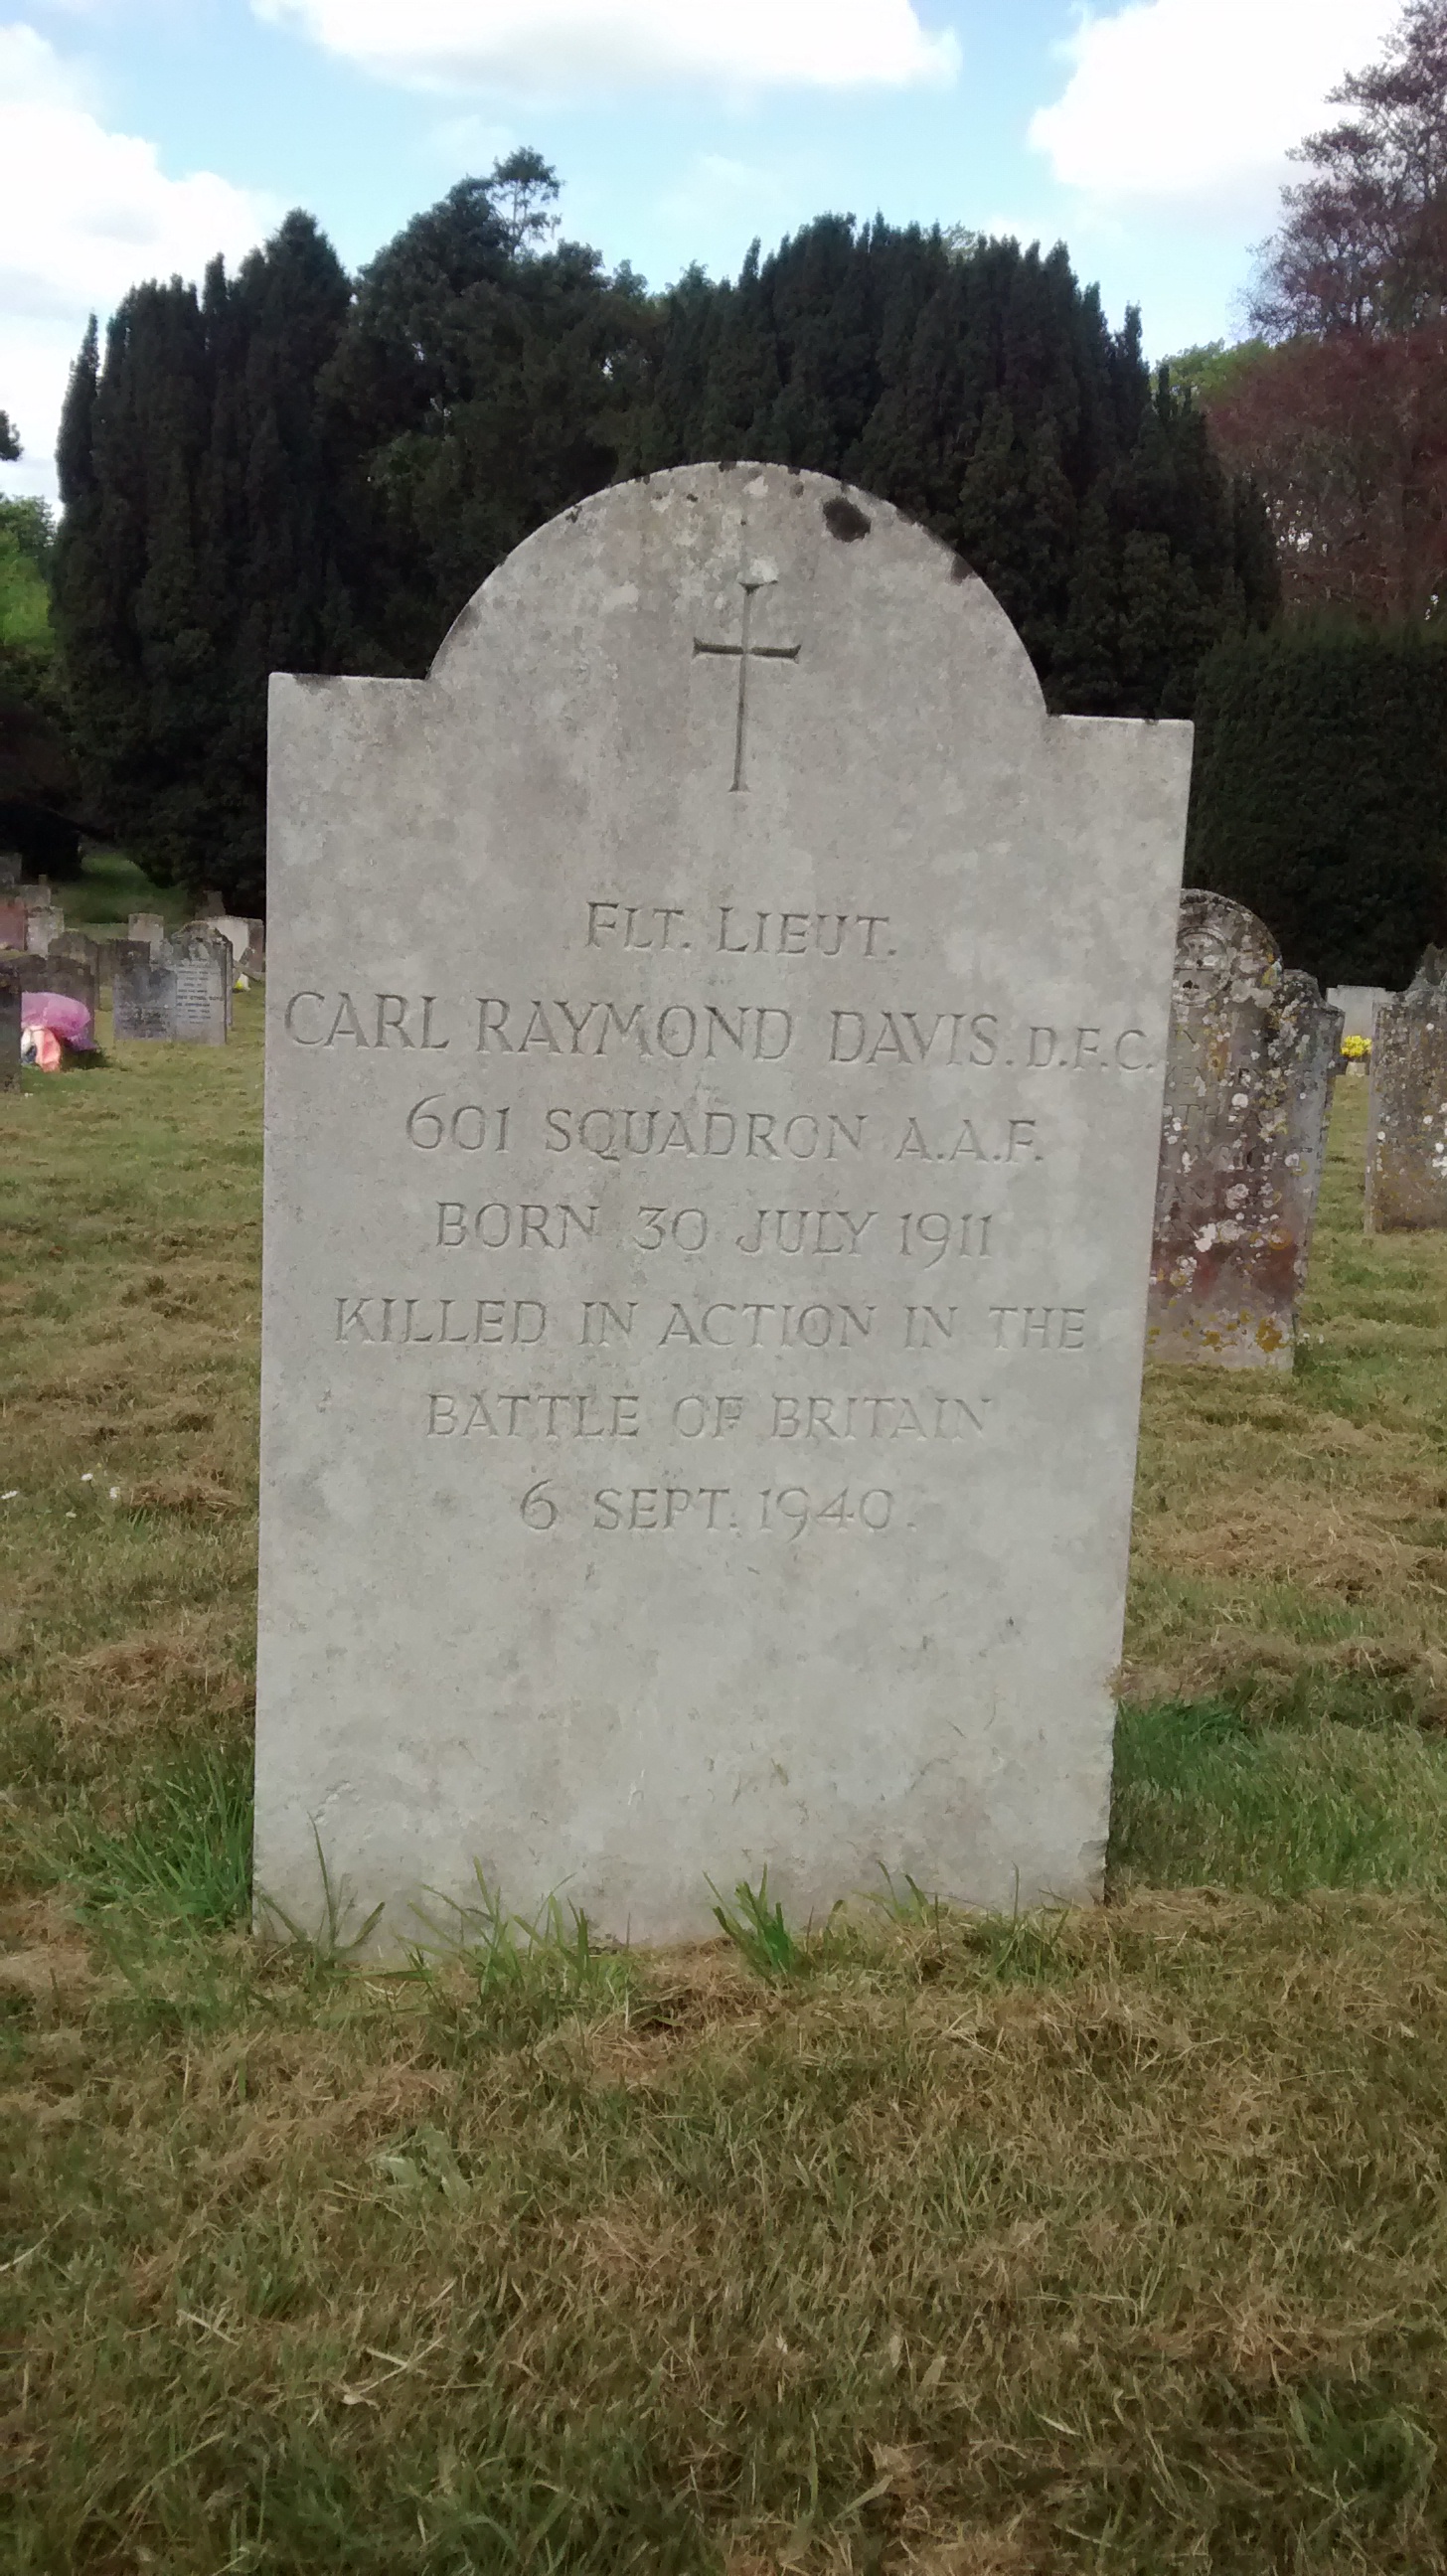 FLT. LIEUT.
CARL RAYMOND DAVIS. D.F.C.
601 SQUADRON A.A.F.
BORN 30 JULY 1911
KILLED IN ACTION IN THE
BATTLE OF BRITAIN
6 SEPT. 1940.